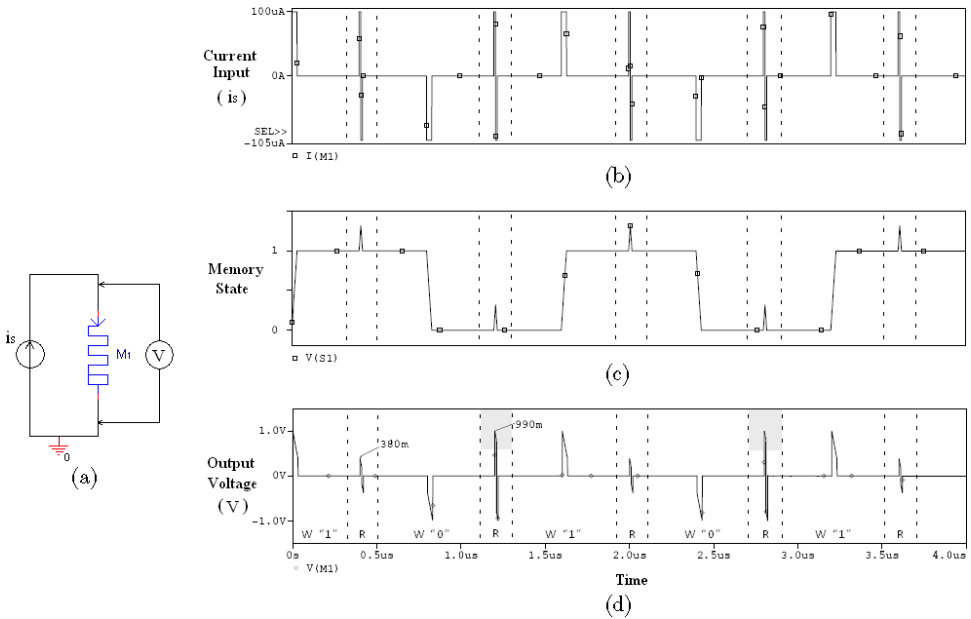 100uA
Current
Input
( is )
0A
SEL>>
-105uA
I(M1)
(b)
1
Memory
State
0
V(S1)
(c)
is
M1
V
0
(a)
1.0V
990m
380m
Output
Voltage
(V)
0V
-1.0V
W "1" R W "0" R W "1" R W "0" R W "1" R
0s 0.5us 1.0us 1.5us 2.0us 2.5us 3.0us 3.5us 4.0us
V(M1)
Time
(d)